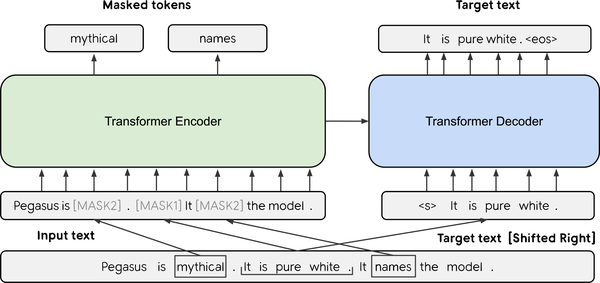 Masked tokens
Target text
mythical
names
It is pure white . <eos>
Transformer Encoder
Transformer Decoder
Pegasus is [MASK2] . [MASK1] It [MASK2] the model .
<s> It is pure white .
Input text
Target text [Shifted Right]
Pegasus is mythical . It is pure white . It names the model .